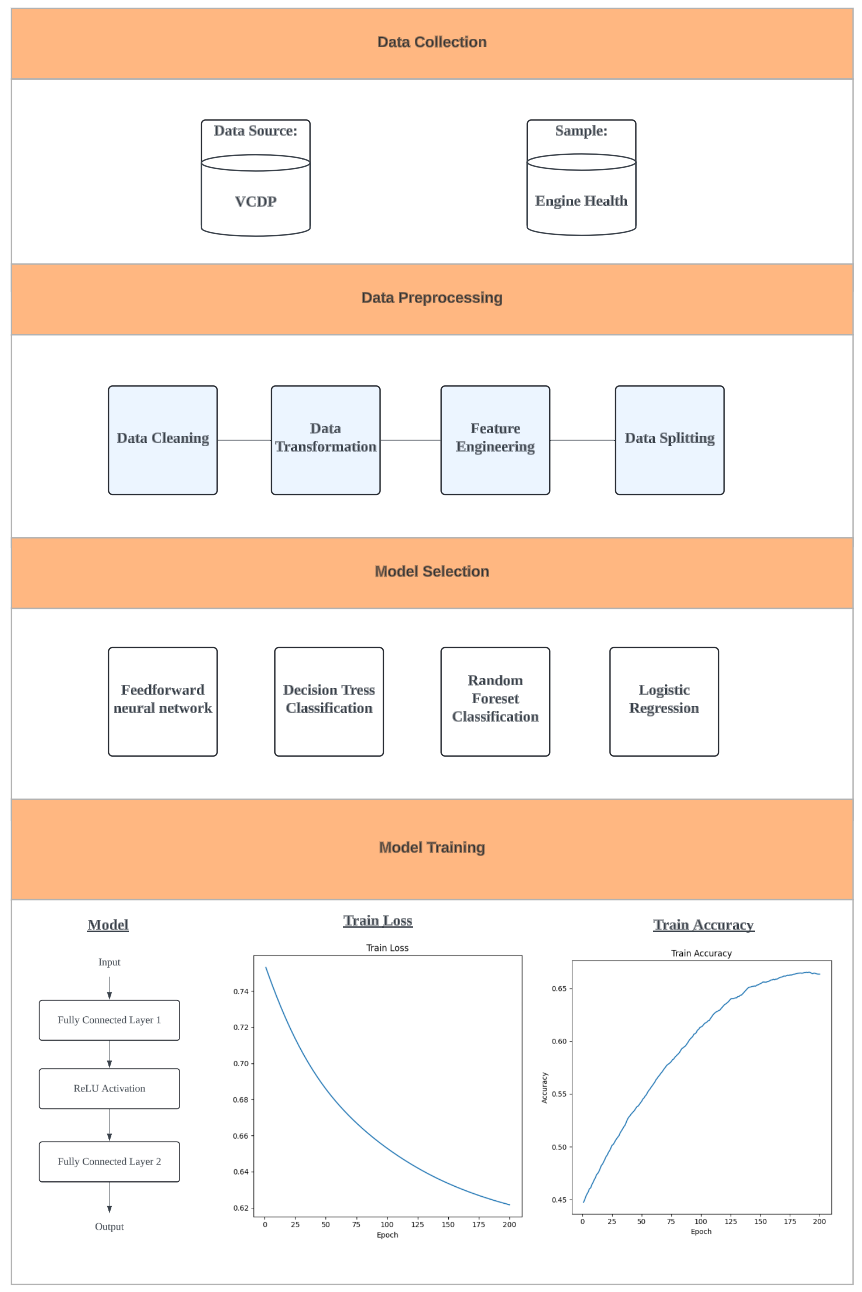 Data Collection
Data Source:
VCDP
Sample:
Engine Health
Data Preprocessing
Data Cleaning
Data
Transformation
Feature
Engineering
Data Splitting
Model Selection
Feedforward
neural network
Decision Tress
Classification
Random
Foreset
Classification
Logistic
Regression
Model Training
Model
Input
Fully Connected Layer 1
ReLU Activation
Fully Connected Layer 2
Output
Train Loss
Train Loss
0.74
0.72
0.70
0.68
0.66
0.64
0.62
0 25 50 75 100 125 150 175 200
Epoch
Train Accuracy
Train Accuracy
Accuracy
0.65
0.60
0.55
0.50
0.45
0 25 50 75 100 125 150 175 200
Epoch